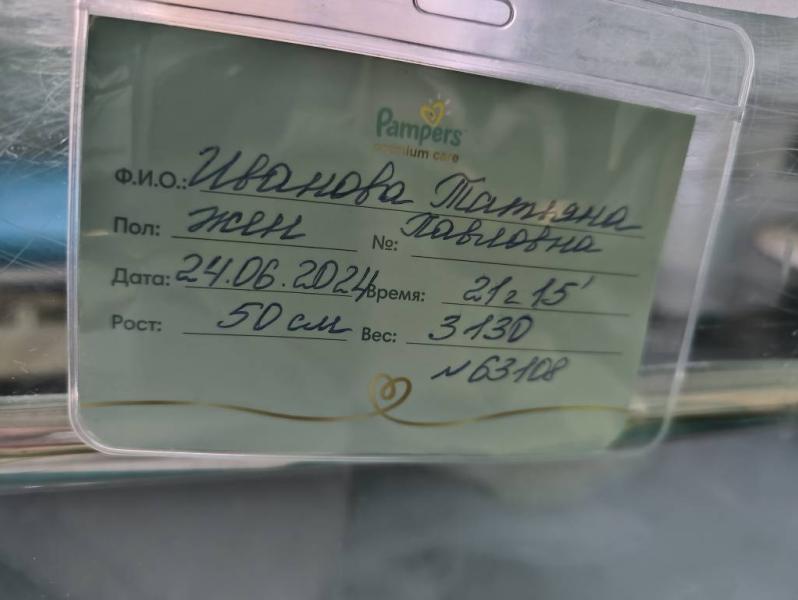 Pampers
premium care
Ф.И.О.: Иванова Татьяна
Пол: жен №: Павловна
Дата: 24.06.2024 Время: 21 г 15'
Рост: 50 см Вес: 3130
N 63108